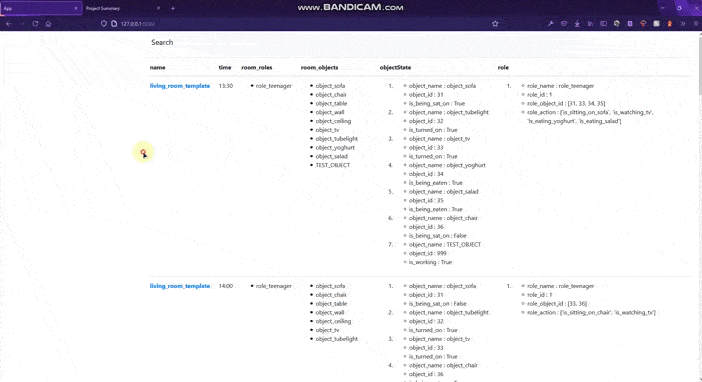 App
Project Summary
www.BANDICAM.com
127.0.0.1:5000
Search
name time room_roles room_objects objectState role
living_room_template 13:30
role_teenager
object_sofa
object_chair
object_table
object_wall
object_ceiling
object_tv
object_tubelight
object_yoghurt
object_salad
TEST_OBJECT
1. object_name : object_sofa
object_id : 31
is_being_sat_on : True
2. object_name : object_tubelight
object_id : 32
is_turned_on : True
3. object_name : object_tv
object_id : 33
is_turned_on : True
4. object_name : object_yoghurt
object_id : 34
is_being_eaten : True
5. object_name : object_salad
object_id : 35
is_being_eaten : True
6. object_name : object_chair
object_id : 36
is_being_sat_on : False
7. object_name : TEST_OBJECT
object_id : 999
is_working : True
1. role_name : role_teenager
role_id : 1
role_object_id : [31, 33, 34, 35]
role_action : ['is_sitting_on_sofa', 'is_watching_tv',
'is_eating_yoghurt', 'is_eating_salad']
living_room_template 14:00
role_teenager
object_sofa
object_chair
object_table
object_wall
object_ceiling
object_tv
object_tubelight
1. object_name : object_sofa
object_id : 31
is_being_sat_on : False
2. object_name : object_tubelight
object_id : 32
is_turned_on : True
3. object_name : object_tv
object_id : 33
is_turned_on : True
4. object_name : object_chair
object_id : 36
is_being_sat_on : True
1. role_name : role_teenager
role_id : 1
role_object_id : [33, 36]
role_action : ['is_sitting_on_chair', 'is_watching_tv']